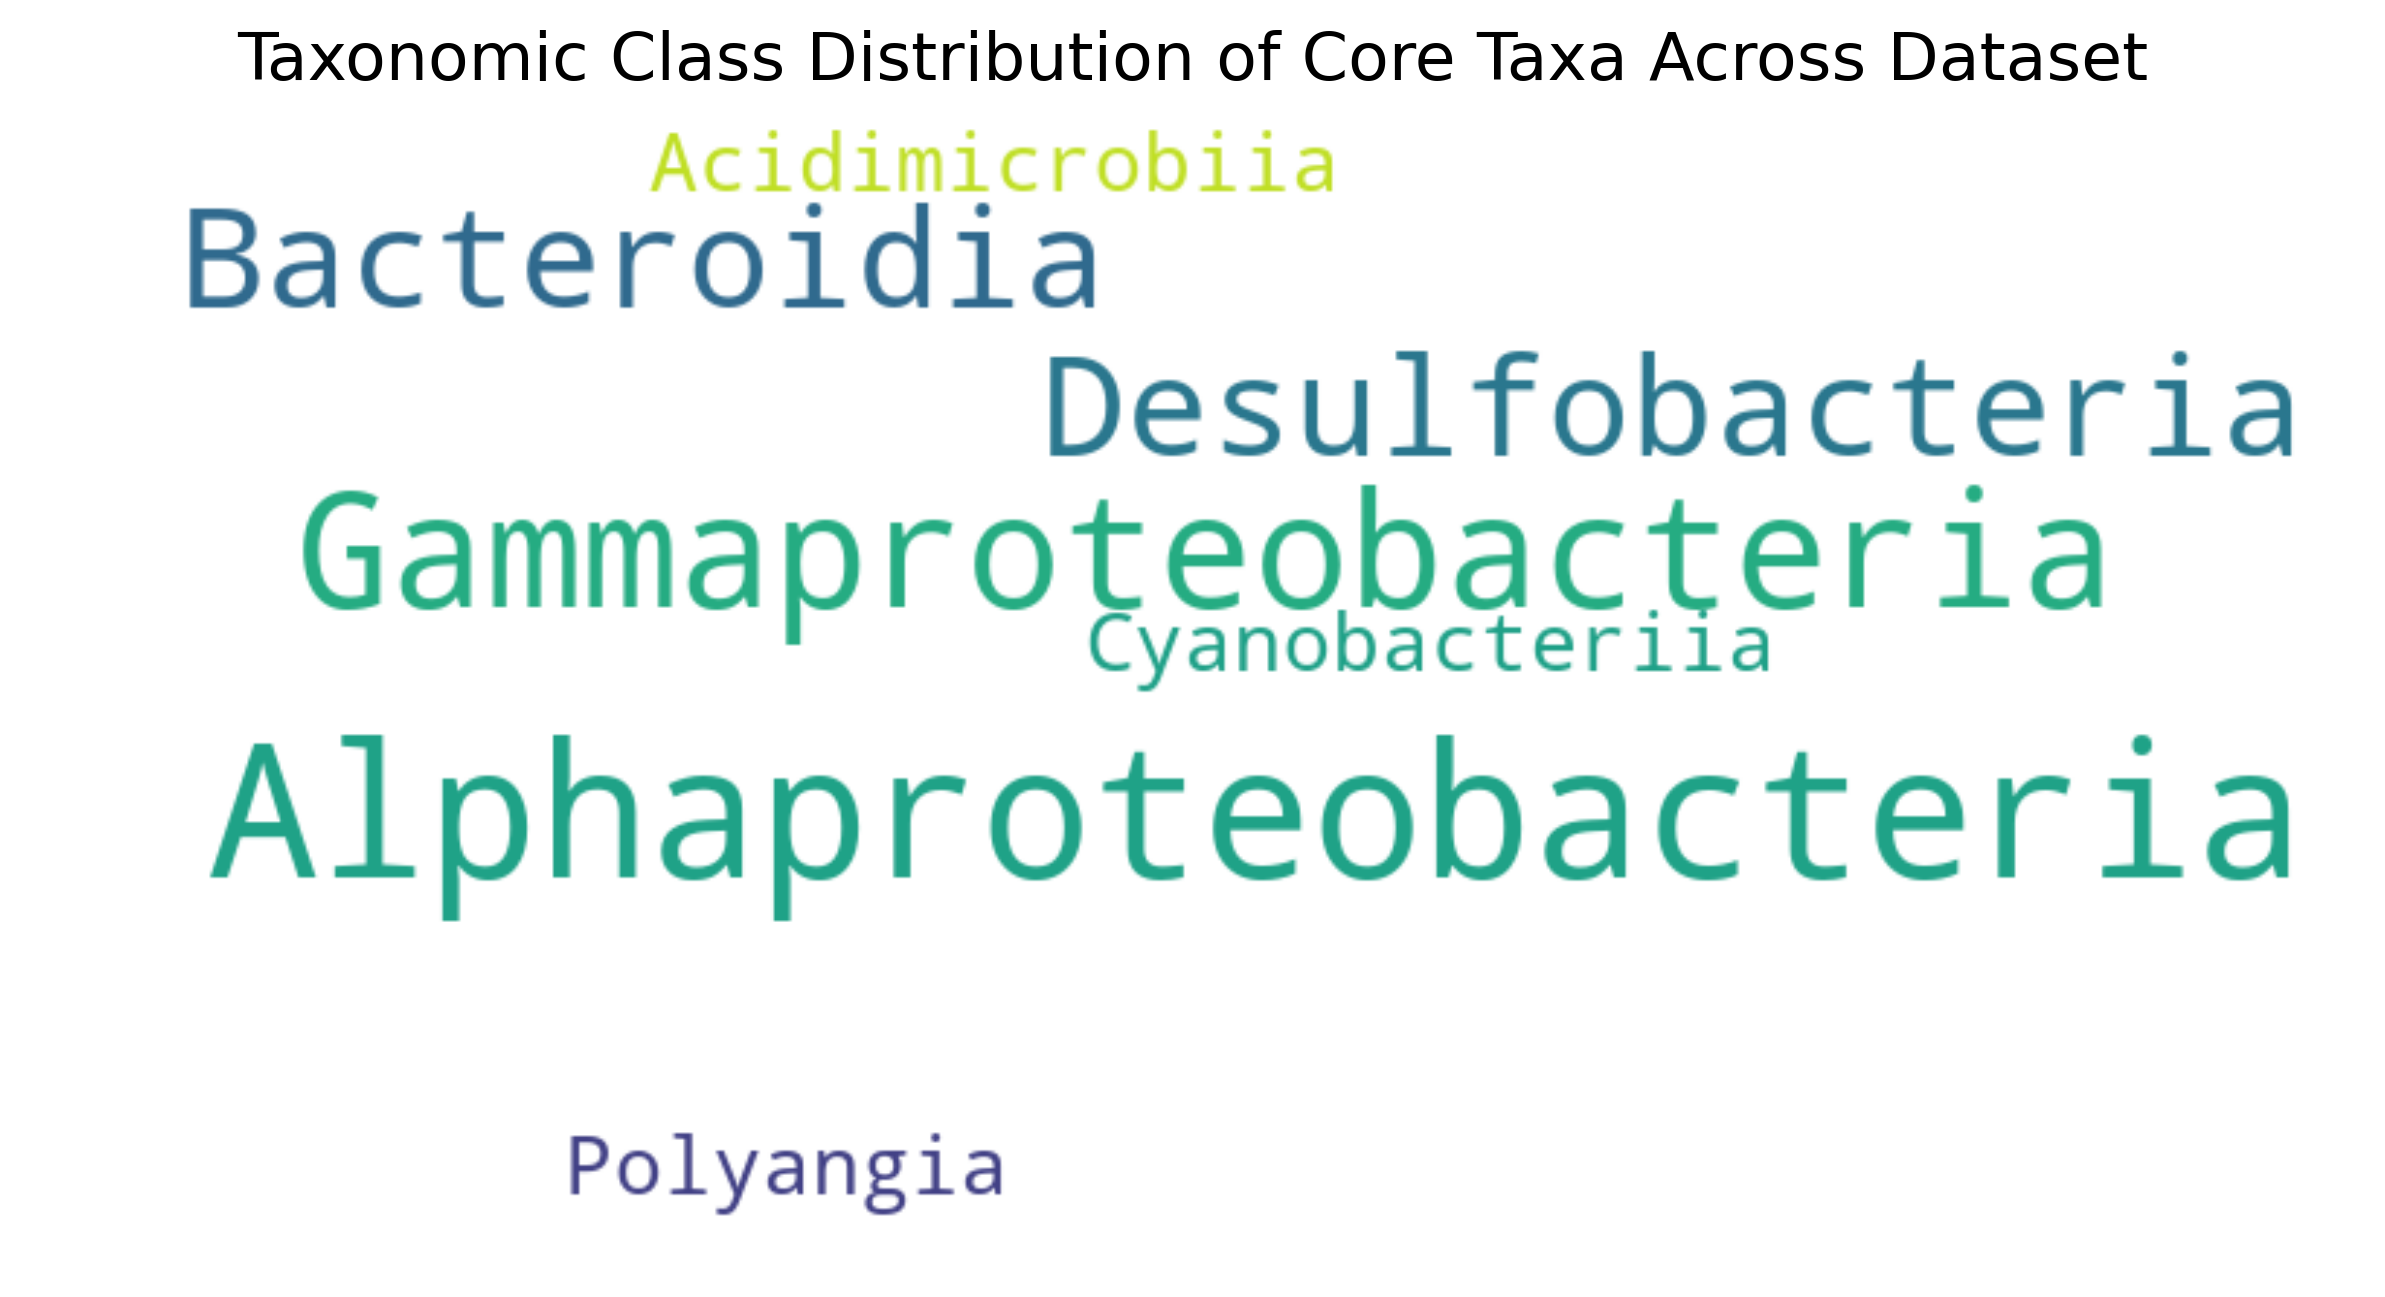 Taxonomic Class Distribution of Core Taxa Across Dataset
Acidimicrobiia
Bacteroidia
Desulfobacteria
Gammaproteobacteria
Cyanobacteriia
Alphaproteobacteria
Polyangia